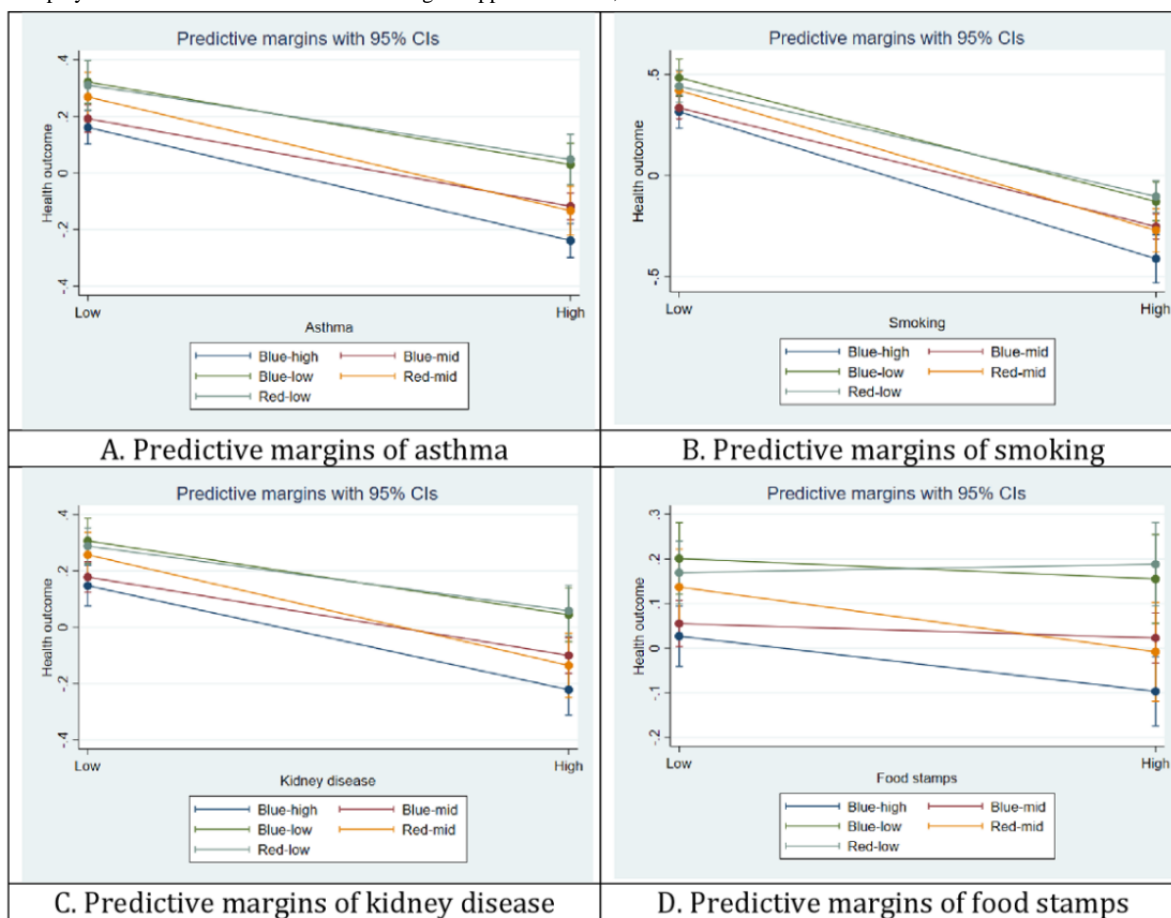 Predictive margins with 95% CIs
.4
.2
0
-.2
-.4
Health outcome
Low
High
Asthma
Blue-high
Blue-mid
Blue-low
Red-mid
Red-low
A. Predictive margins of asthma
Predictive margins with 95% CIs
.5
0
-.5
Health outcome
Low
High
Smoking
Blue-high
Blue-mid
Blue-low
Red-mid
Red-low
B. Predictive margins of smoking
Predictive margins with 95% CIs
.4
.2
0
-.2
-.4
Health outcome
Low
High
Kidney disease
Blue-high
Blue-mid
Blue-low
Red-mid
Red-low
C. Predictive margins of kidney disease
Predictive margins with 95% CIs
.3
.2
.1
0
-.1
-.2
Health outcome
Low
High
Food stamps
Blue-high
Blue-mid
Blue-low
Red-mid
Red-low
D. Predictive margins of food stamps